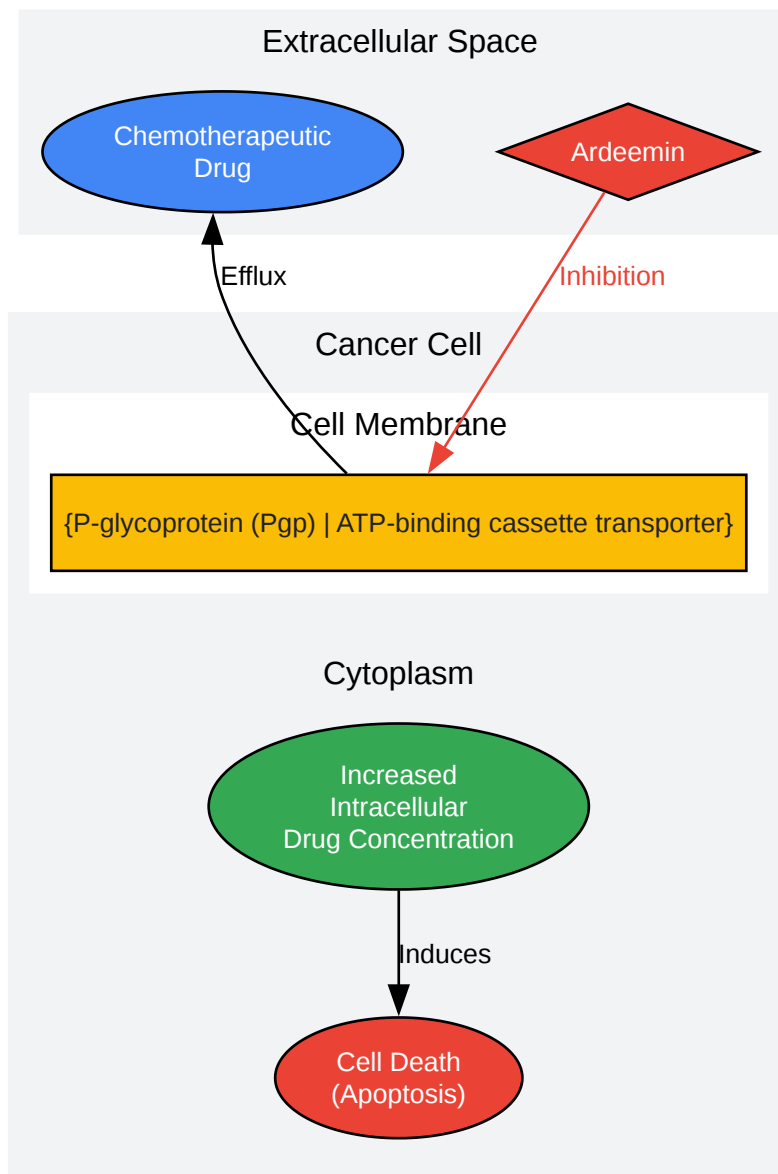 Extracellular Space
Chemotherapeutic
Drug
Ardeemin
Efflux
Inhibition
Cancer Cell
Cell Membrane
{P-glycoprotein (Pgp) | ATP-binding cassette transporter}
Cytoplasm
Increased
Intracellular
Drug Concentration
Induces
Cell Death
(Apoptosis)